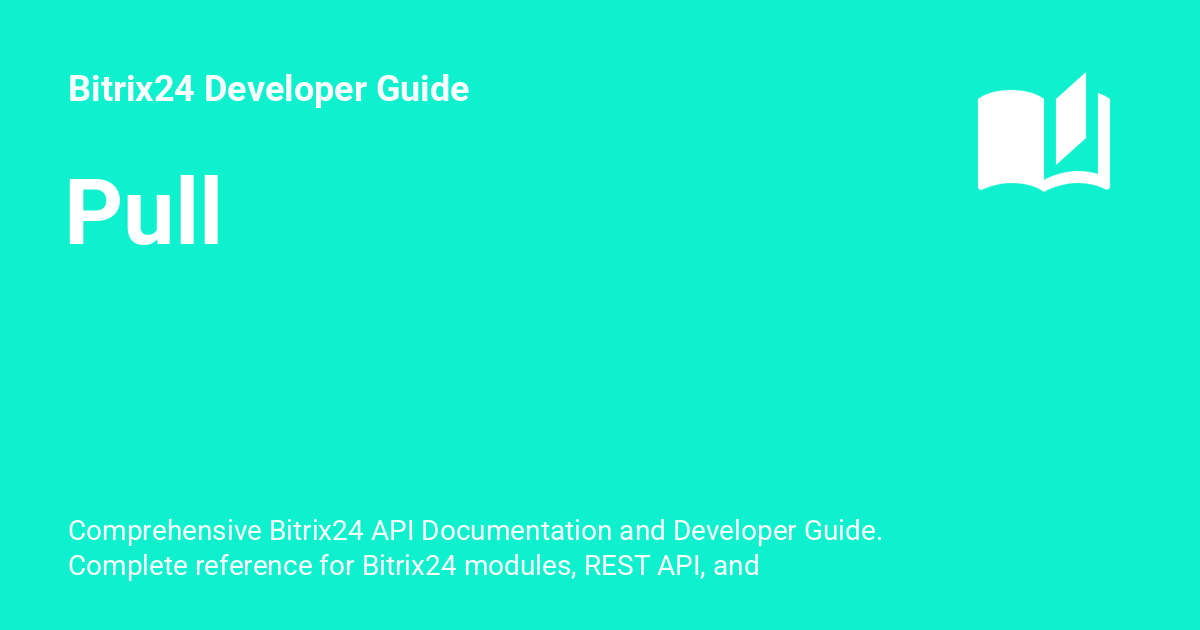 Bitrix24 Developer Guide
Pull
Comprehensive Bitrix24 API Documentation and Developer Guide.
Complete reference for Bitrix24 modules, REST API, and